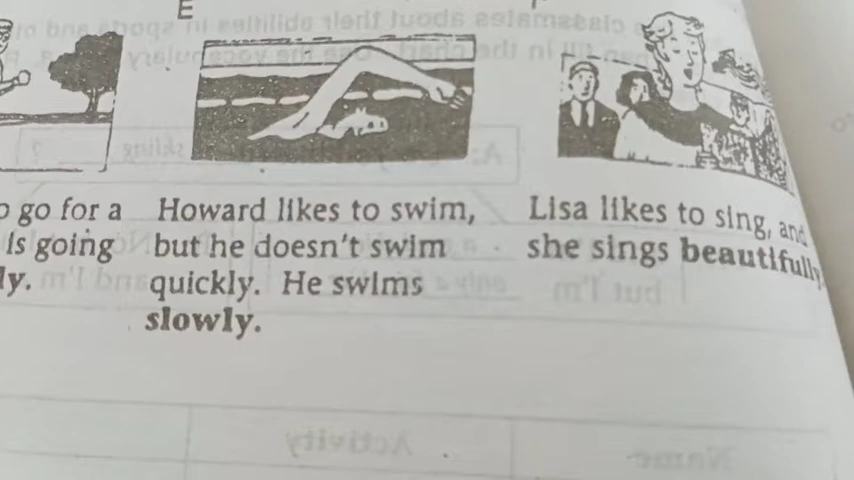 E
go for a
is going
ly.
Howard likes to swim,
but he doesn't swim
quickly. He swims
slowly.
Lisa likes to sing, and
she sings beautifully